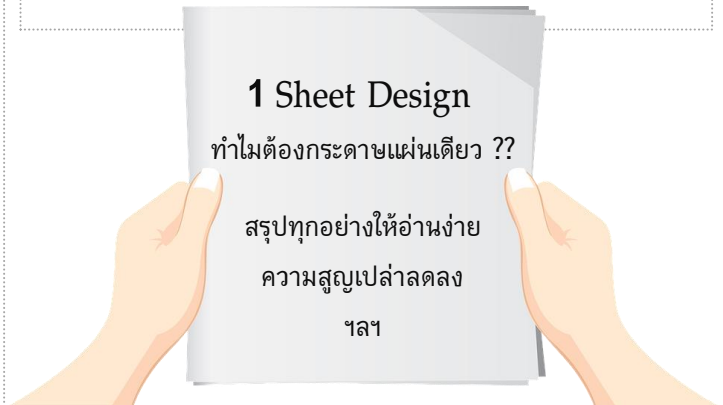 1 Sheet Design
ทำไมต้องกระดาษแผ่นเดียว ??
สรุปทุกอย่างให้อ่านง่าย
ความสูญเปล่าลดลง
ฯลฯ